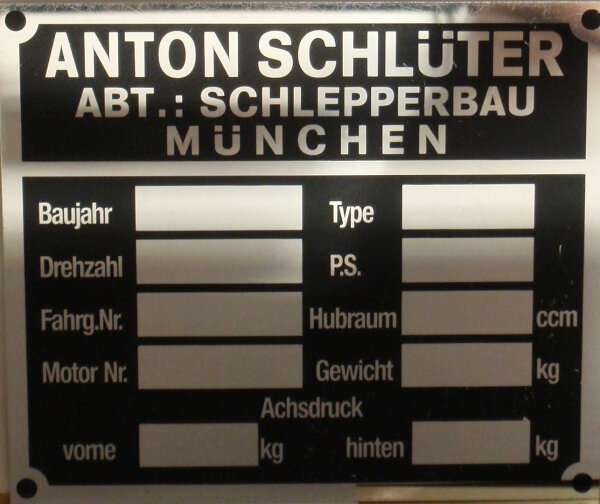 ANTON SCHLÜTER
ABT.: SCHLEPPERBAU
MÜNCHEN
Baujahr Type
Drehzahl P.S.
Fahrg.Nr. Hubraum ccm
Motor Nr. Gewicht kg
Achsdruck
vorne kg hinten kg